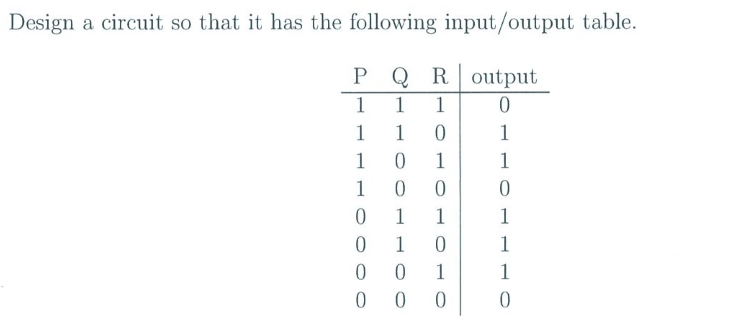 Design a circuit so that it has the following input/output table.
P Q R output
1 1 1 0
1 1 0 1
1 0 1 1
1 0 0 0
0 1 1 1
0 1 0 1
0 0 1 1
0 0 0 0